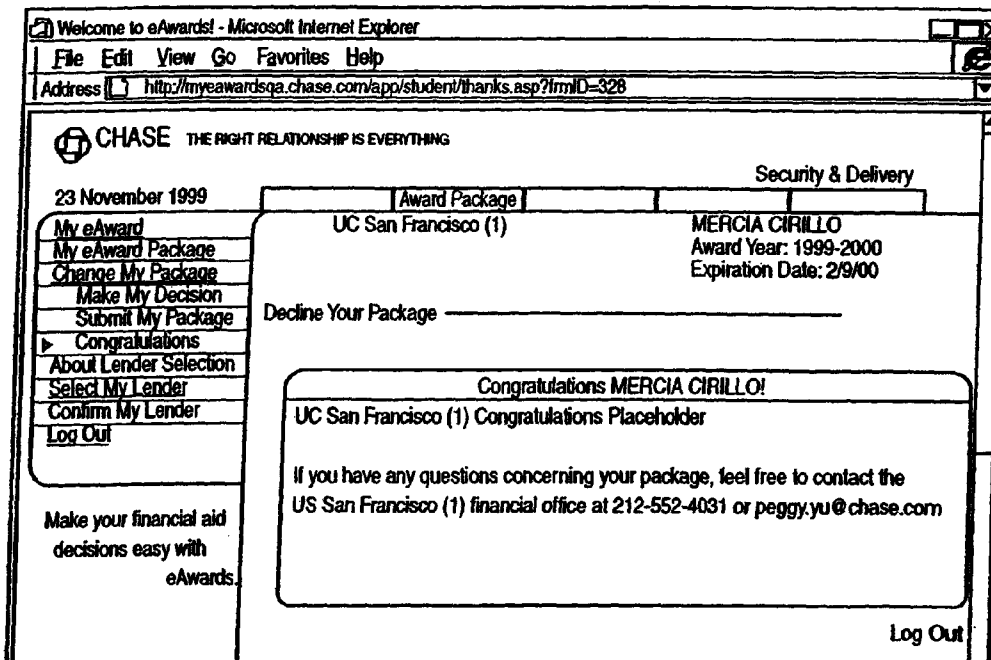 Welcome to eAwards! - Microsoft Internet Explorer
File Edit View Go Favorites Help
Address http://myeawardsqa.chase.com/app/student/thanks.asp?frmID=328
CHASE THE RIGHT RELATIONSHIP IS EVERYTHING
Security & Delivery
23 November 1999
Award Package
My eAward
My eAward Package
Change My Package
Make My Decision
Submit My Package
Congratulations
About Lender Selection
Select My Lender
Confirm My Lender
Log Out
Make your financial aid
decisions easy with
eAwards.
UC San Francisco (1)
MERCIA CIRILLO
Award Year: 1999-2000
Expiration Date: 2/9/00
Decline Your Package
Congratulations MERCIA CIRILLO!
UC San Francisco (1) Congratulations Placeholder
If you have any questions concerning your package, feel free to contact the
US San Francisco (1) financial office at 212-552-4031 or peggy.yu@chase.com
Log Out